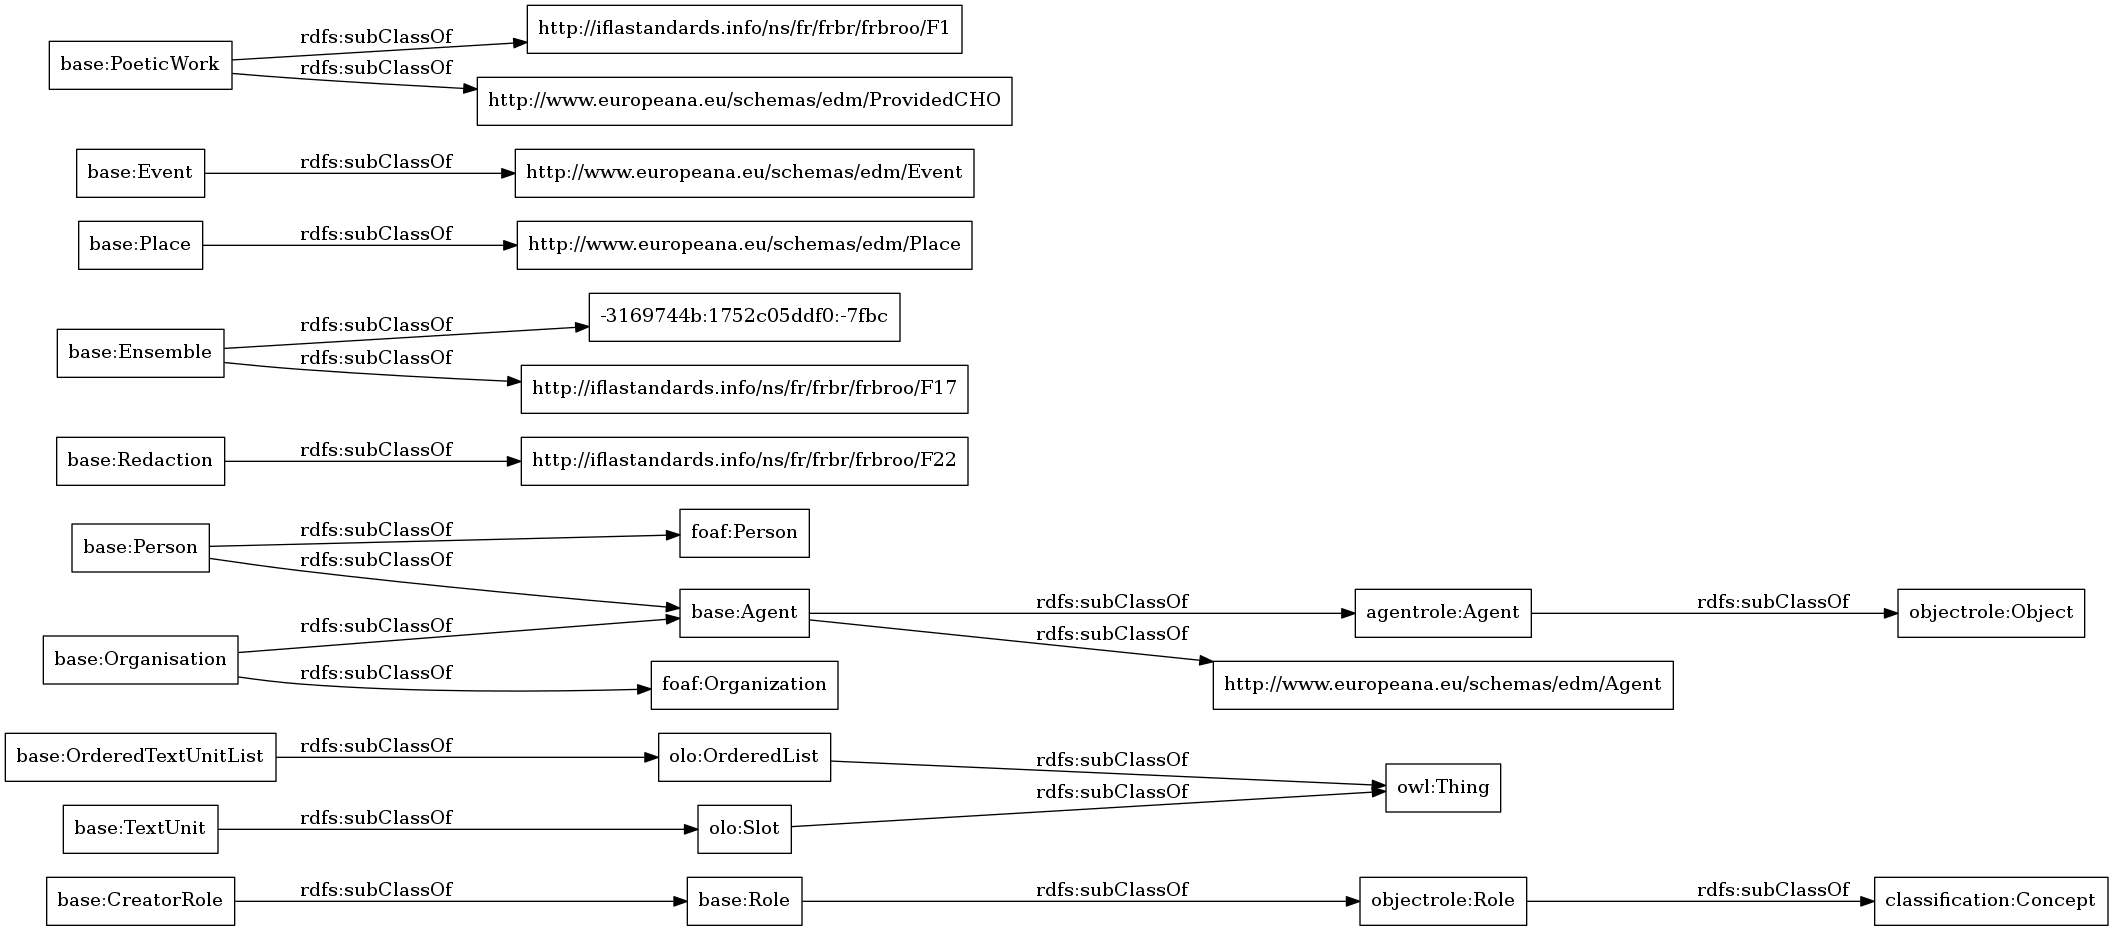 base:PoeticWork
rdfs:subClassOf
http://iflastandards.info/ns/fr/frbr/frbroo/F1
rdfs:subClassOf
http://www.europeana.eu/schemas/edm/ProvidedCHO
base:Event
rdfs:subClassOf
http://www.europeana.eu/schemas/edm/Event
base:Place
rdfs:subClassOf
http://www.europeana.eu/schemas/edm/Place
base:Ensemble
rdfs:subClassOf
-3169744b:1752c05ddf0:-7fbc
rdfs:subClassOf
http://iflastandards.info/ns/fr/frbr/frbroo/F17
base:Redaction
rdfs:subClassOf
http://iflastandards.info/ns/fr/frbr/frbroo/F22
base:Person
rdfs:subClassOf
foaf:Person
rdfs:subClassOf
base:Agent
rdfs:subClassOf
agentrole:Agent
rdfs:subClassOf
objectrole:Object
base:Organisation
rdfs:subClassOf
rdfs:subClassOf
http://www.europeana.eu/schemas/edm/Agent
rdfs:subClassOf
foaf:Organization
base:OrderedTextUnitList
rdfs:subClassOf
olo:OrderedList
rdfs:subClassOf
owl:Thing
base:TextUnit
rdfs:subClassOf
olo:Slot
rdfs:subClassOf
base:CreatorRole
rdfs:subClassOf
base:Role
rdfs:subClassOf
objectrole:Role
rdfs:subClassOf
classification:Concept